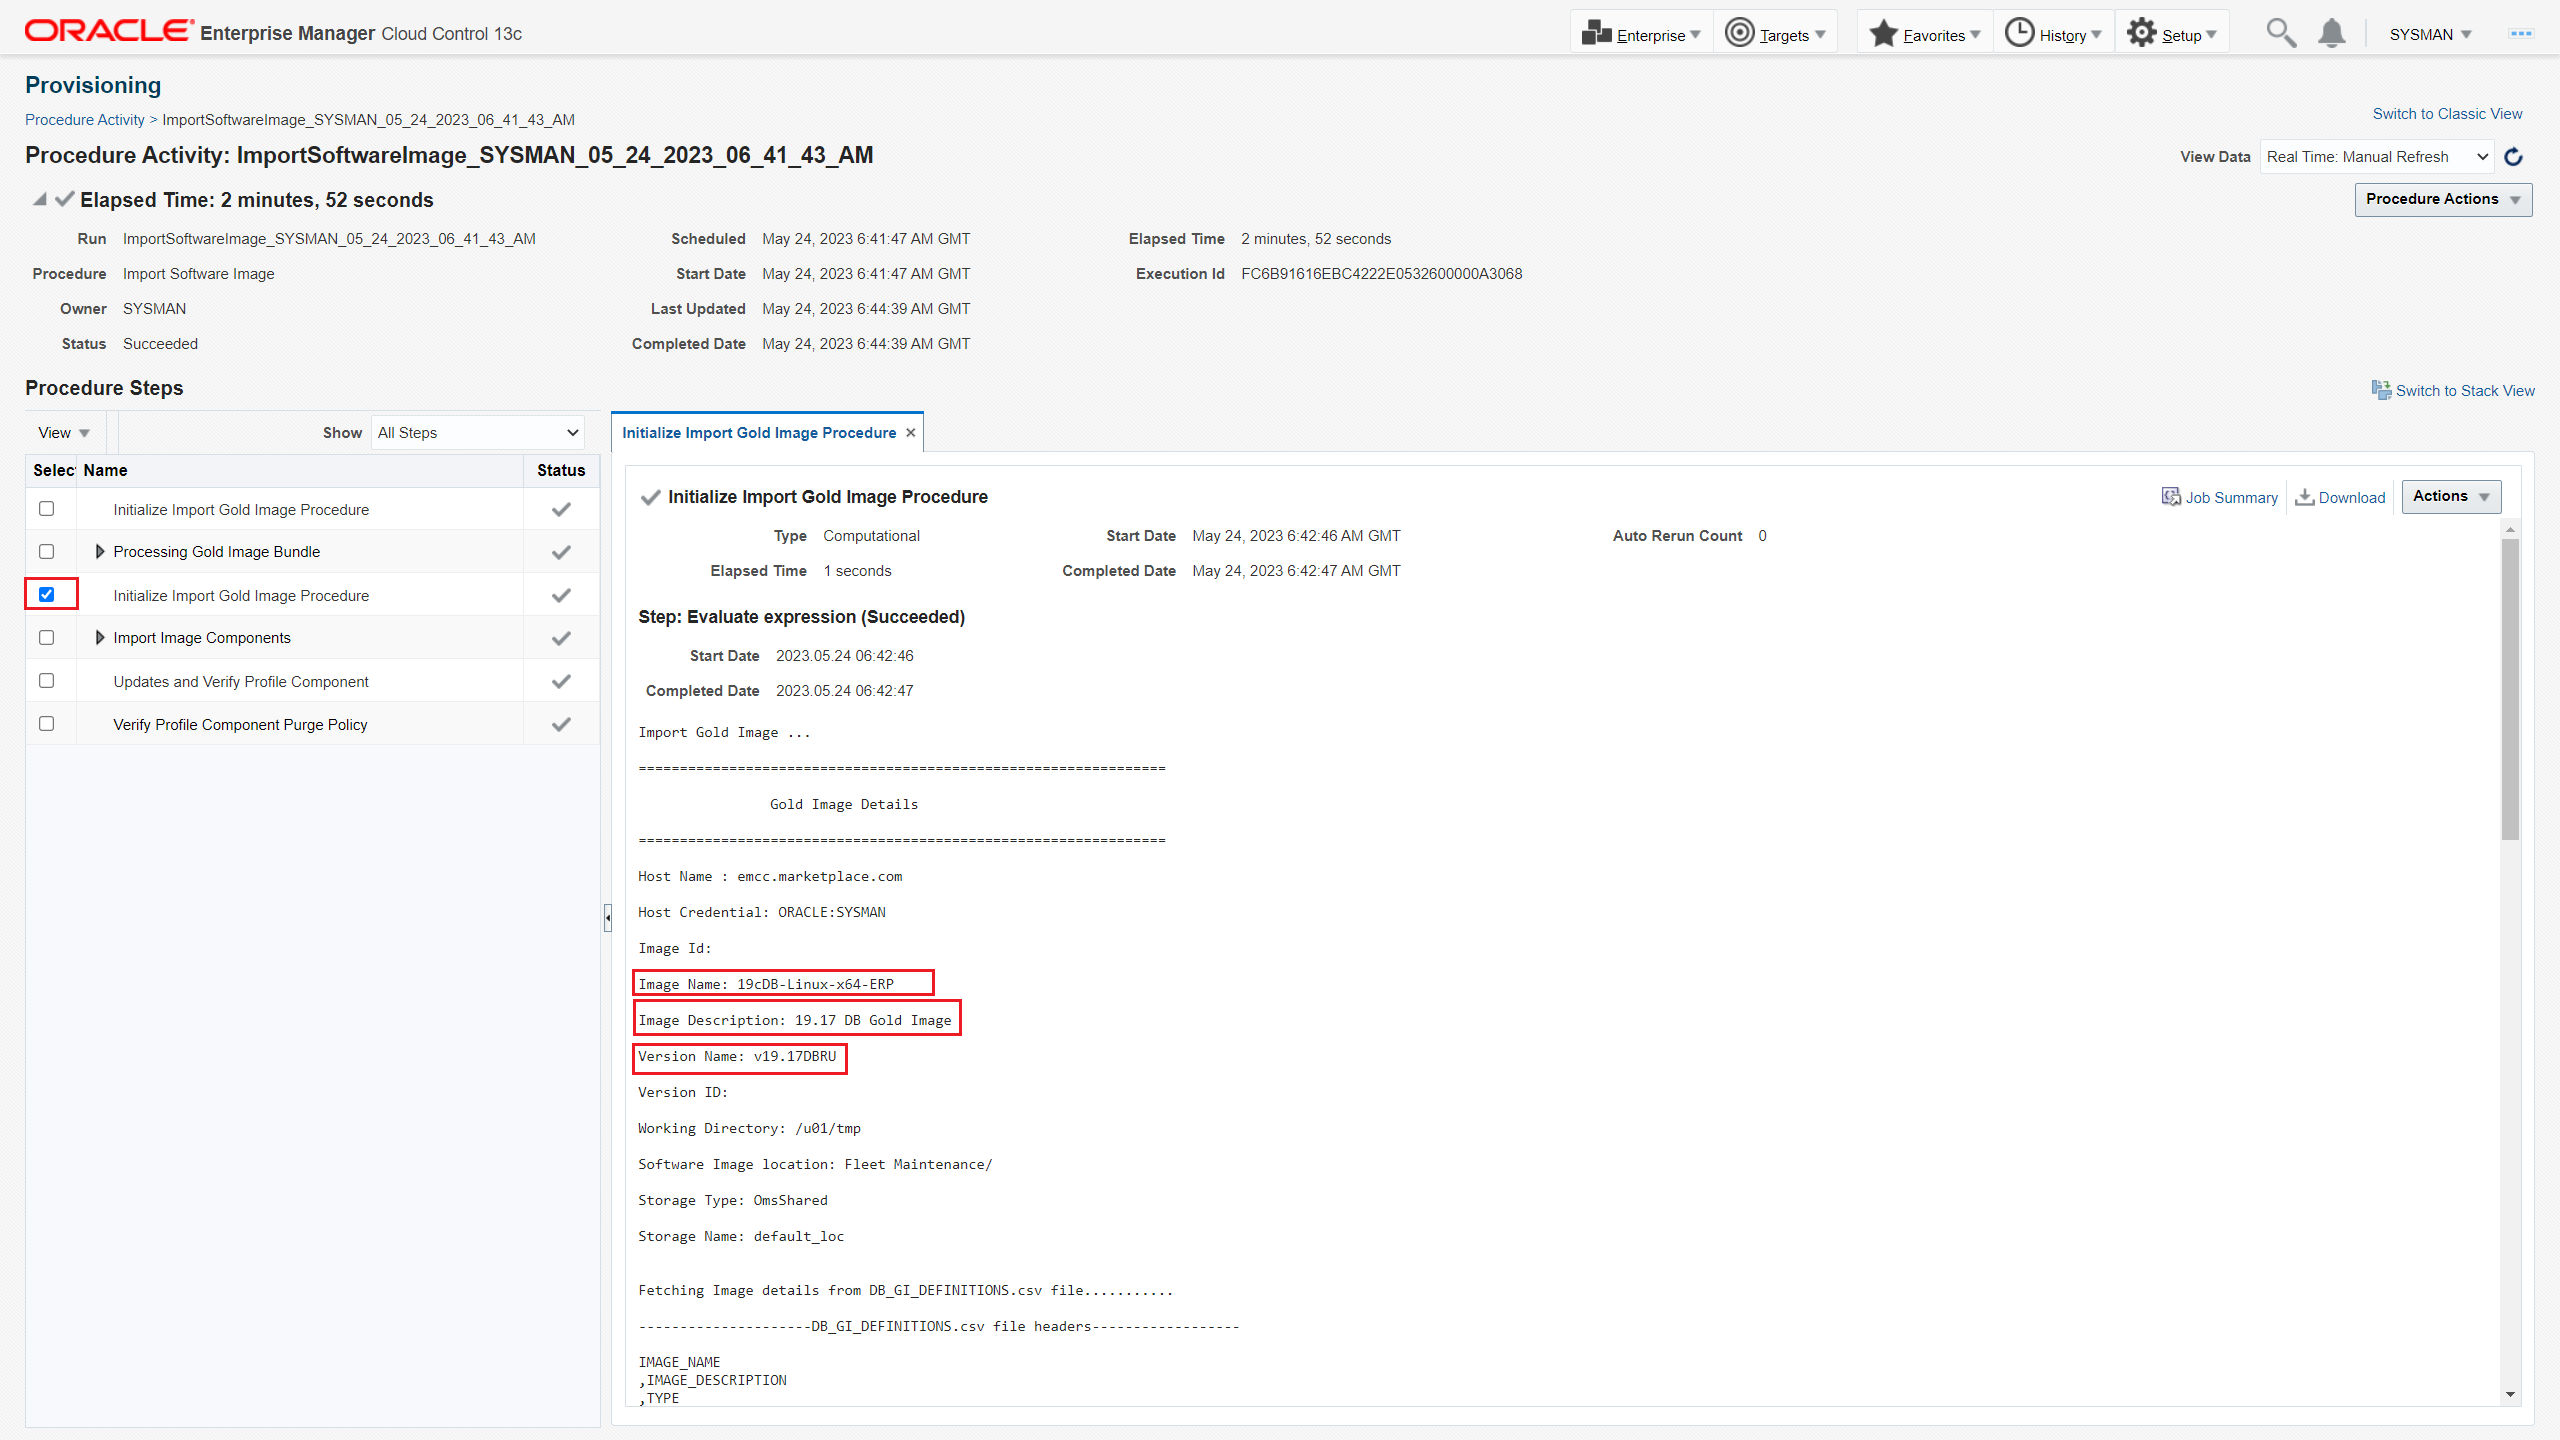 ORACLE Enterprise Manager Cloud Control 13c
Enterprise Targets Favorites History Setup SYSMAN
Provisioning
Procedure Activity > ImportSoftwareImage_SYSMAN_05_24_2023_06_41_43_AM
Switch to Classic View
Procedure Activity: ImportSoftwareImage_SYSMAN_05_24_2023_06_41_43_AM
View Data Real Time: Manual Refresh
Elapsed Time: 2 minutes, 52 seconds
Procedure Actions
Run ImportSoftwareImage_SYSMAN_05_24_2023_06_41_43_AM Scheduled May 24, 2023 6:41:47 AM GMT Elapsed Time 2 minutes, 52 seconds
Procedure Import Software Image Start Date May 24, 2023 6:41:47 AM GMT Execution Id FC6B91616EBC4222E0532600000A3068
Owner SYSMAN Last Updated May 24, 2023 6:44:39 AM GMT
Status Succeeded Completed Date May 24, 2023 6:44:39 AM GMT
Procedure Steps
Switch to Stack View
View Show All Steps
Selec Name Status
Initialize Import Gold Image Procedure
Processing Gold Image Bundle
Initialize Import Gold Image Procedure
Import Image Components
Updates and Verify Profile Component
Verify Profile Component Purge Policy
Initialize Import Gold Image Procedure
Initialize Import Gold Image Procedure
Job Summary Download Actions
Type Computational Start Date May 24, 2023 6:42:46 AM GMT Auto Rerun Count 0
Elapsed Time 1 seconds Completed Date May 24, 2023 6:42:47 AM GMT
Step: Evaluate expression (Succeeded)
Start Date 2023.05.24 06:42:46
Completed Date 2023.05.24 06:42:47
Import Gold Image ...
================================================================
Gold Image Details
================================================================
Host Name : emcc.marketplace.com
Host Credential: ORACLE:SYSMAN
Image Id:
Image Name: 19cDB-Linux-x64-ERP
Image Description: 19.17 DB Gold Image
Version Name: v19.17DBRU
Version ID:
Working Directory: /u01/tmp
Software Image location: Fleet Maintenance/
Storage Type: OmsShared
Storage Name: default_loc
Fetching Image details from DB_GI_DEFINITIONS.csv file...........
---------------------DB_GI_DEFINITIONS.csv file headers------------------
IMAGE_NAME
,IMAGE_DESCRIPTION
,TYPE